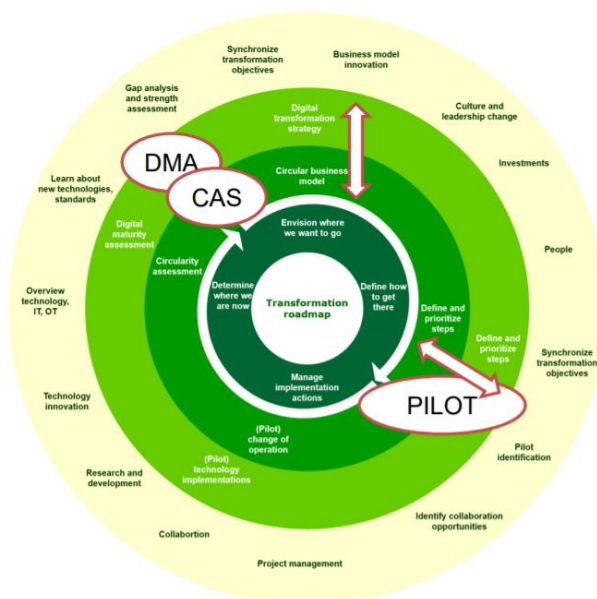 Synchronize
transformation
objectives
Business model
innovation
Gap analysis
and strength
assessment
Culture and
leadership change
Digital
transformation
strategy
DMA
Investments
Learn about
new technologies,
standards
Circular business
model
CAS
Digital
maturity
assessment
Envision where
we want to go
People
Circularity
assessment
Overview
technology,
IT, OT
Determine
where we
are now
Transformation
roadmap
Define how
to get
there
Define and
prioritize
steps
Define and
prioritize
steps
Synchronize
transformation
objectives
Manage
implementation
actions
PILOT
Technology
innovation
(Pilot)
change of
operation
Pilot
identification
(Pilot)
technology
implementations
Research and
development
Identify collaboration
opportunities
Collabortion
Project management